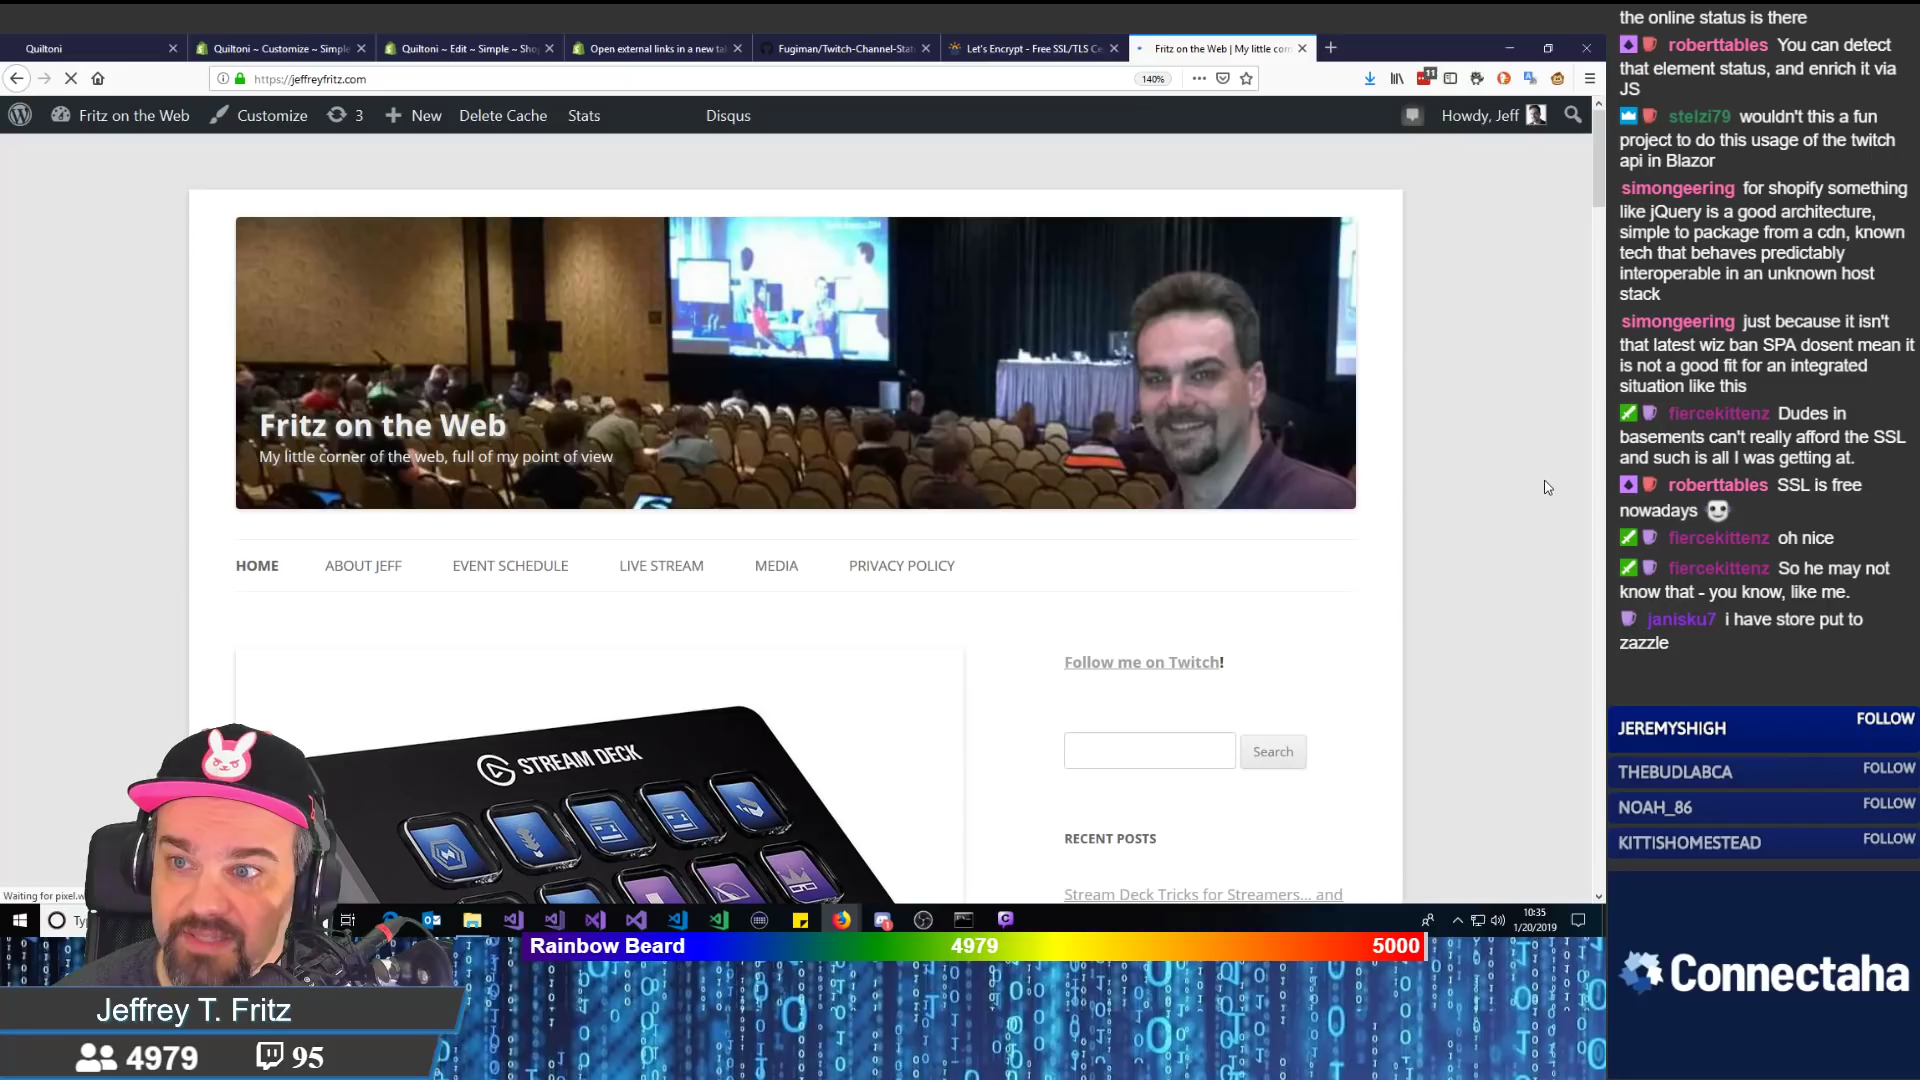 Quiltoni
Quiltoni ~ Customize ~ Simple
Quiltoni ~ Edit ~ Simple ~ Sho
Open external links in a new ta
Fugiman/Twitch-Channel-Stat
Let's Encrypt - Free SSL/TLS Ce
Fritz on the Web | My little corn
https://jeffreyfritz.com
140%
11
Fritz on the Web
Customize
3
New
Delete Cache
Stats
Disqus
Howdy, Jeff
Fritz on the Web
My little corner of the web, full of my point of view
HOME
ABOUT JEFF
EVENT SCHEDULE
LIVE STREAM
MEDIA
PRIVACY POLICY
Follow me on Twitch!
Search
RECENT POSTS
Stream Deck Tricks for Streamers... and
STREAM DECK
Waiting for pixel.w
Ty
10:35
1/20/2019
Rainbow Beard
4979
5000
Jeffrey T. Fritz
4979
95
the online status is there
roberttables You can detect
that element status, and enrich it via
JS
stelzi79 wouldn't this a fun
project to do this usage of the twitch
api in Blazor
simongeering for shopify something
like jQuery is a good architecture,
simple to package from a cdn, known
tech that behaves predictably
interoperable in an unknown host
stack
simongeering just because it isn't
that latest wiz ban SPA dosent mean it
is not a good fit for an integrated
situation like this
fiercekittenz Dudes in
basements can't really afford the SSL
and such is all I was getting at.
roberttables SSL is free
nowadays
fiercekittenz oh nice
fiercekittenz So he may not
know that - you know, like me.
janisku7 i have store put to
zazzle
JEREMYSHIGH FOLLOW
THEBUDLABCA FOLLOW
NOAH_86 FOLLOW
KITTISHOMESTEAD FOLLOW
Connectaha